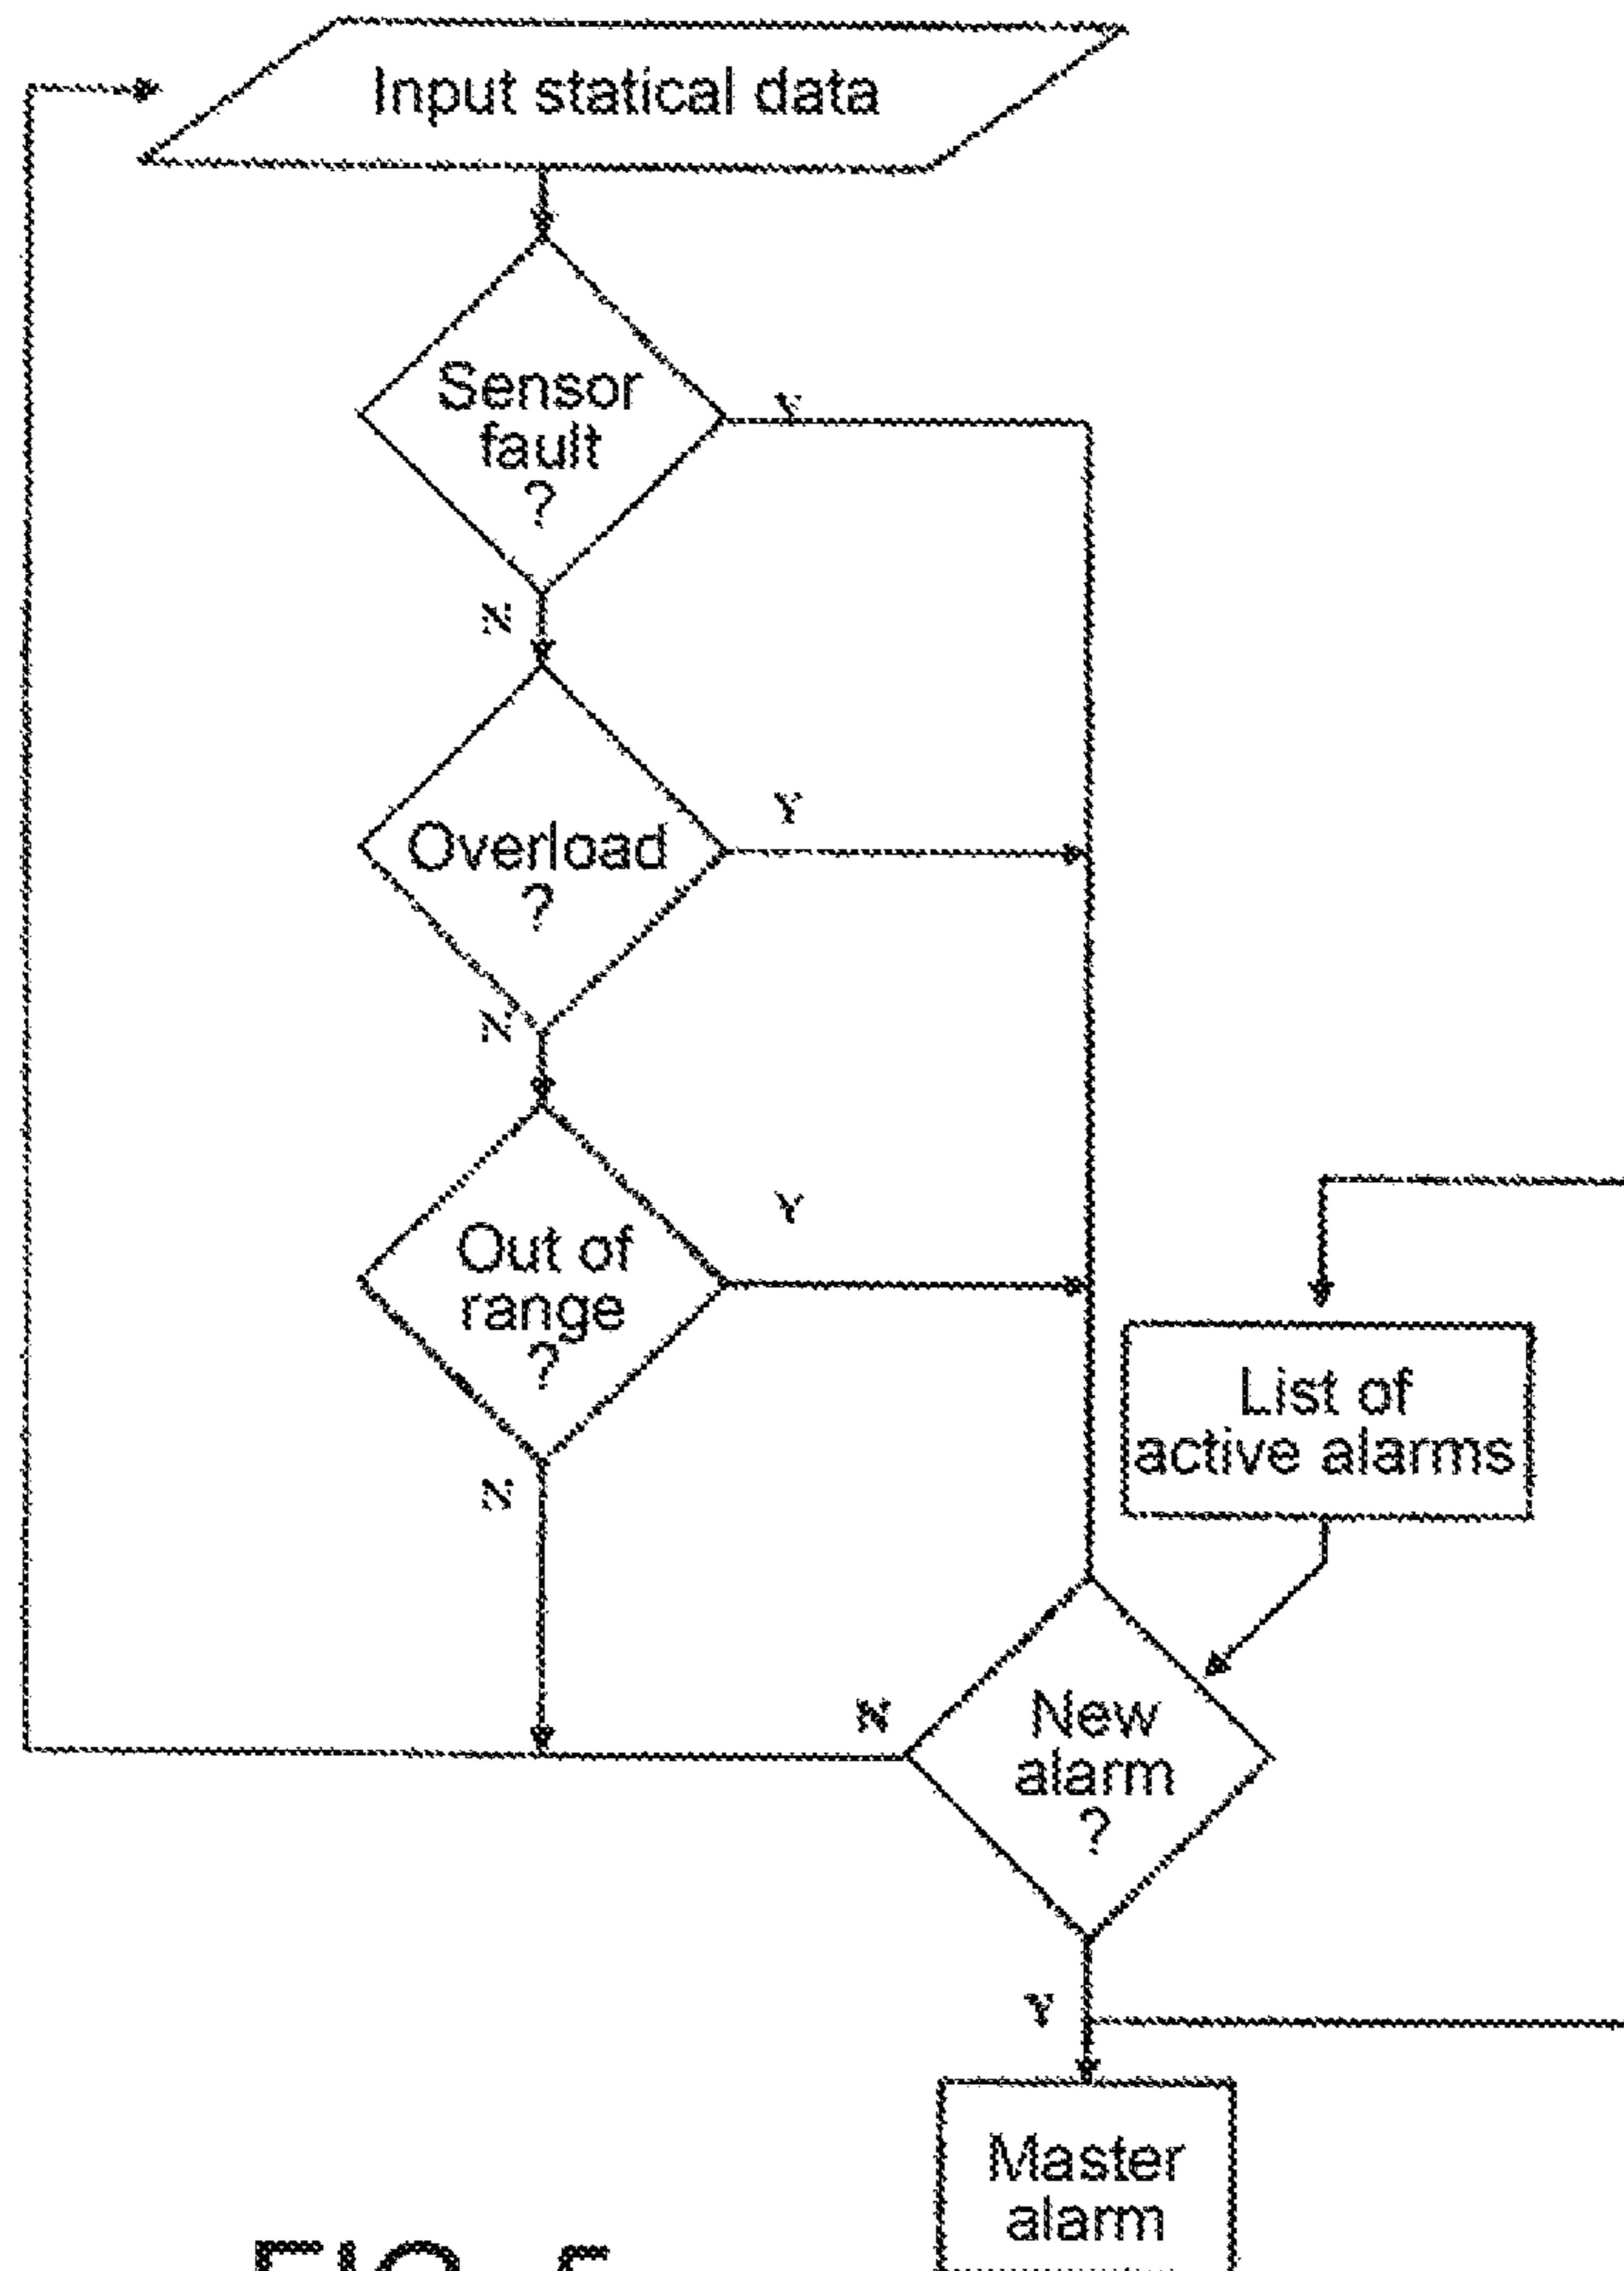 Input statical data
Sensor
fault
?
Y
N
Overload
?
Y
N
Out of
range
?
Y
N
List of
active alarms
New
alarm
?
N
Y
Master
alarm